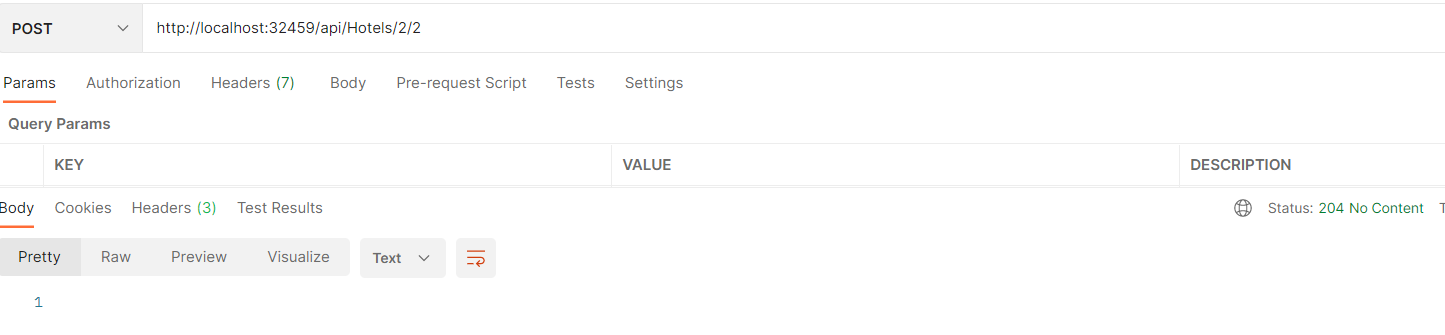 POST http://localhost:32459/api/Hotels/2/2
Params Authorization Headers (7) Body Pre-request Script Tests Settings
Query Params
KEY VALUE DESCRIPTION
Body Cookies Headers (3) Test Results Status: 204 No Content T
Pretty Raw Preview Visualize Text
1